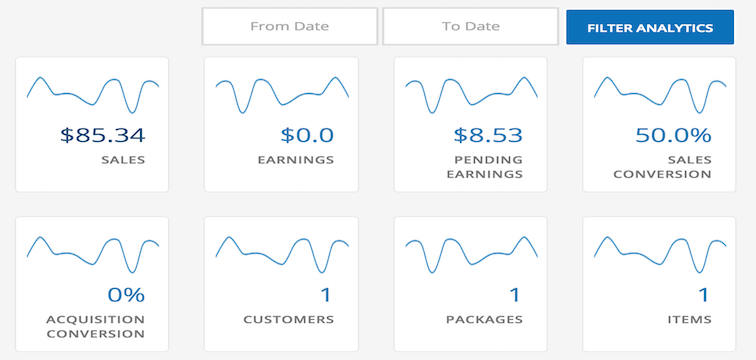 From Date
To Date
FILTER ANALYTICS
$85.34
SALES
$0.0
EARNINGS
$8.53
PENDING
EARNINGS
50.0%
SALES
CONVERSION
0%
ACQUISITION
CONVERSION
1
CUSTOMERS
1
PACKAGES
1
ITEMS